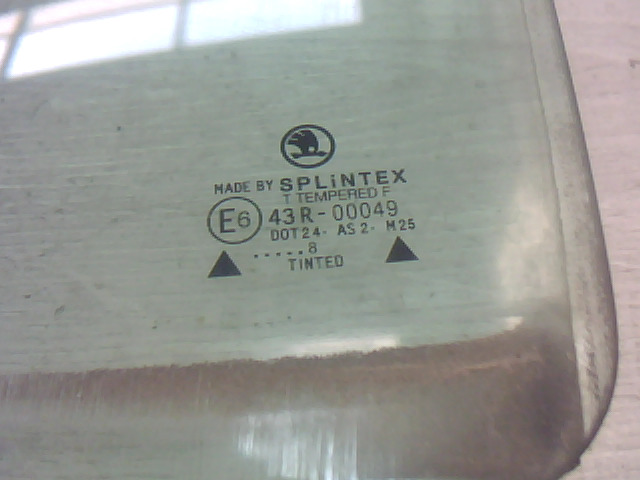 MADE BY SPLiNTEX
T TEMPERED F
E6 43R-00049
DOT24· AS2· M25
.....8
TINTED